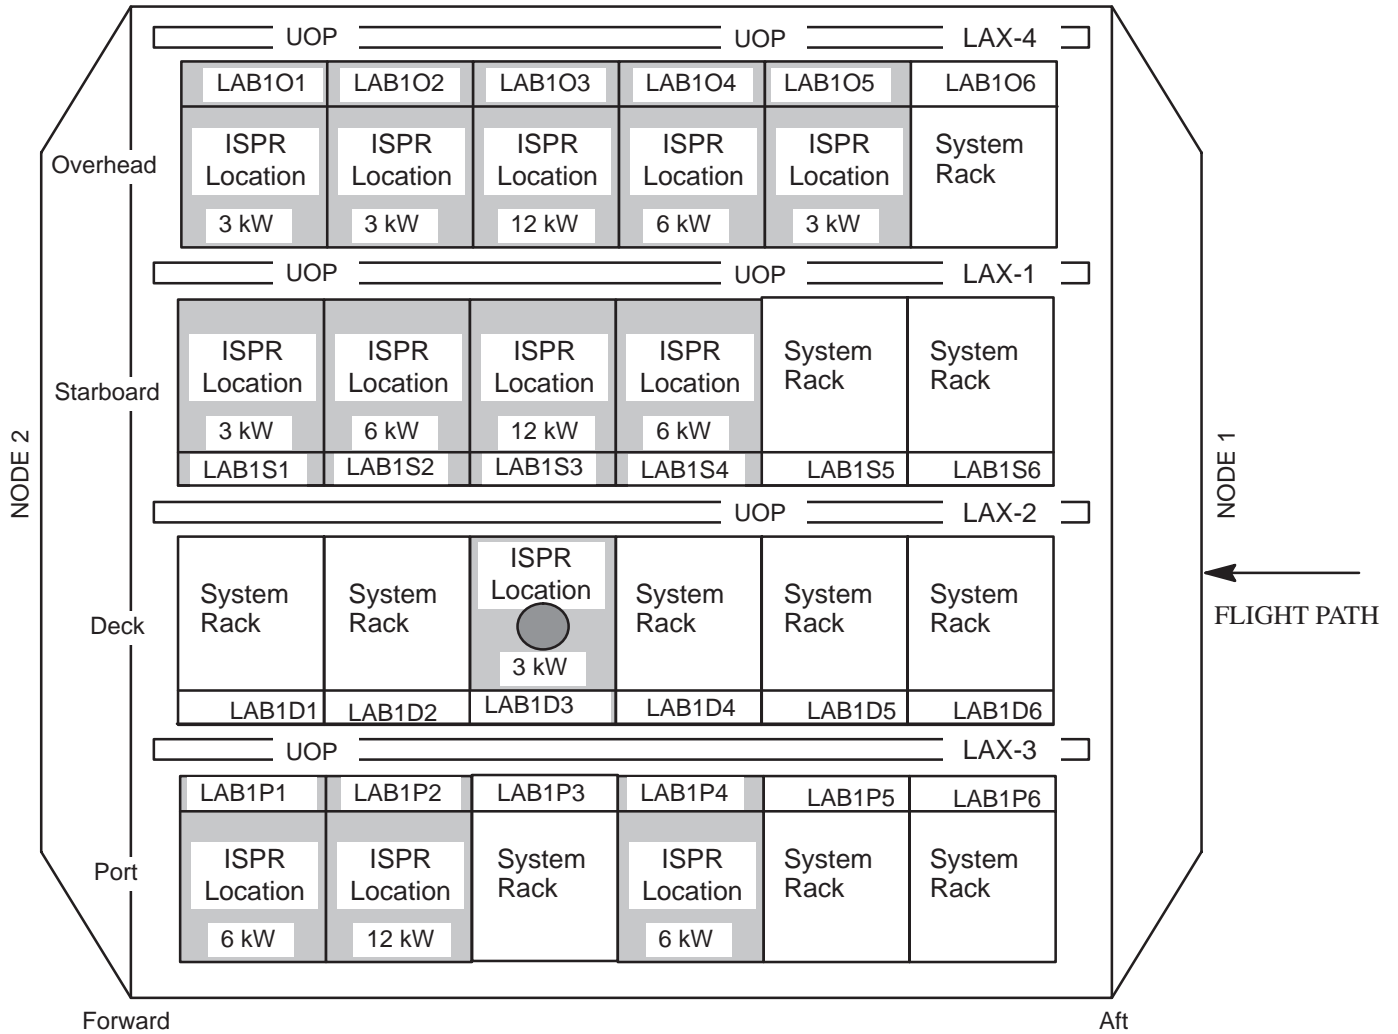 UOP UOP LAX-4
LAB1O1 LAB1O2 LAB1O3 LAB1O4 LAB1O5 LAB1O6
Overhead
ISPR ISPR ISPR ISPR ISPR System
Location Location Location Location Location Rack
3 kW 3 kW 12 kW 6 kW 3 kW
UOP UOP LAX-1
Starboard
ISPR ISPR ISPR ISPR System System
Location Location Location Location Rack Rack
3 kW 6 kW 12 kW 6 kW
LAB1S1 LAB1S2 LAB1S3 LAB1S4 LAB1S5 LAB1S6
NODE 2
NODE 1
UOP LAX-2
Deck
System System ISPR System System System
Rack Rack Location Rack Rack Rack
3 kW
LAB1D1 LAB1D2 LAB1D3 LAB1D4 LAB1D5 LAB1D6
FLIGHT PATH
UOP LAX-3
LAB1P1 LAB1P2 LAB1P3 LAB1P4 LAB1P5 LAB1P6
Port
ISPR ISPR System ISPR System System
Location Location Rack Location Rack Rack
6 kW 12 kW 6 kW
Forward Aft